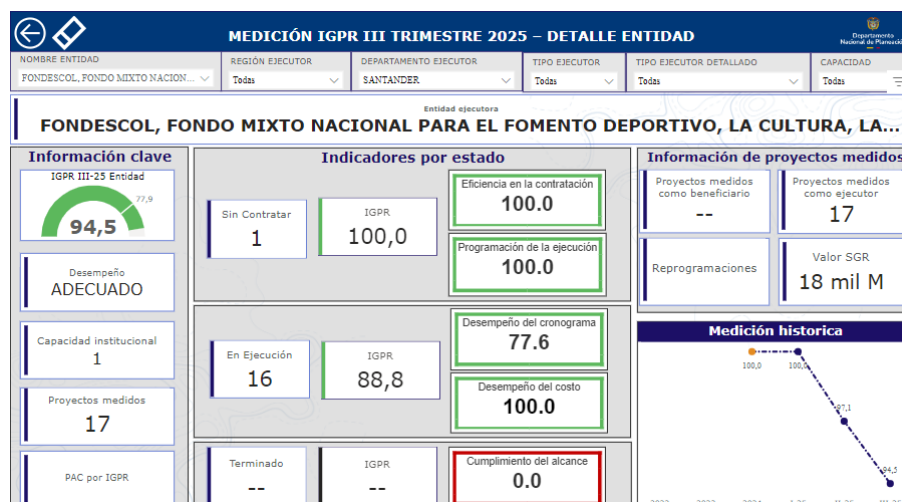 MEDICIÓN IGPR III TRIMESTRE 2025 – DETALLE ENTIDAD
Departamento
Nacional de Planeació
NOMBRE ENTIDAD
FONDESCOL, FONDO MIXTO NACION...
REGIÓN EJECUTOR
Todas
DEPARTAMENTO EJECUTOR
SANTANDER
TIPO EJECUTOR
Todas
TIPO EJECUTOR DETALLADO
Todas
CAPACIDAD
Todas
Entidad ejecutora
FONDESCOL, FONDO MIXTO NACIONAL PARA EL FOMENTO DEPORTIVO, LA CULTURA, LA...
Información clave
IGPR III-25 Entidad
77,9
94,5
Desempeño
ADECUADO
Capacidad institucional
1
Proyectos medidos
17
PAC por IGPR
Indicadores por estado
Sin Contratar
1
IGPR
100,0
Eficiencia en la contratación
100.0
Programación de la ejecución
100.0
En Ejecución
16
IGPR
88,8
Desempeño del cronograma
77.6
Desempeño del costo
100.0
Terminado
--
IGPR
--
Cumplimiento del alcance
0.0
Información de proyectos medidos
Proyectos medidos
como beneficiario
--
Proyectos medidos
como ejecutor
17
Reprogramaciones
Valor SGR
18 mil M
Medición historica
100,0
100,0
97,1
94,5